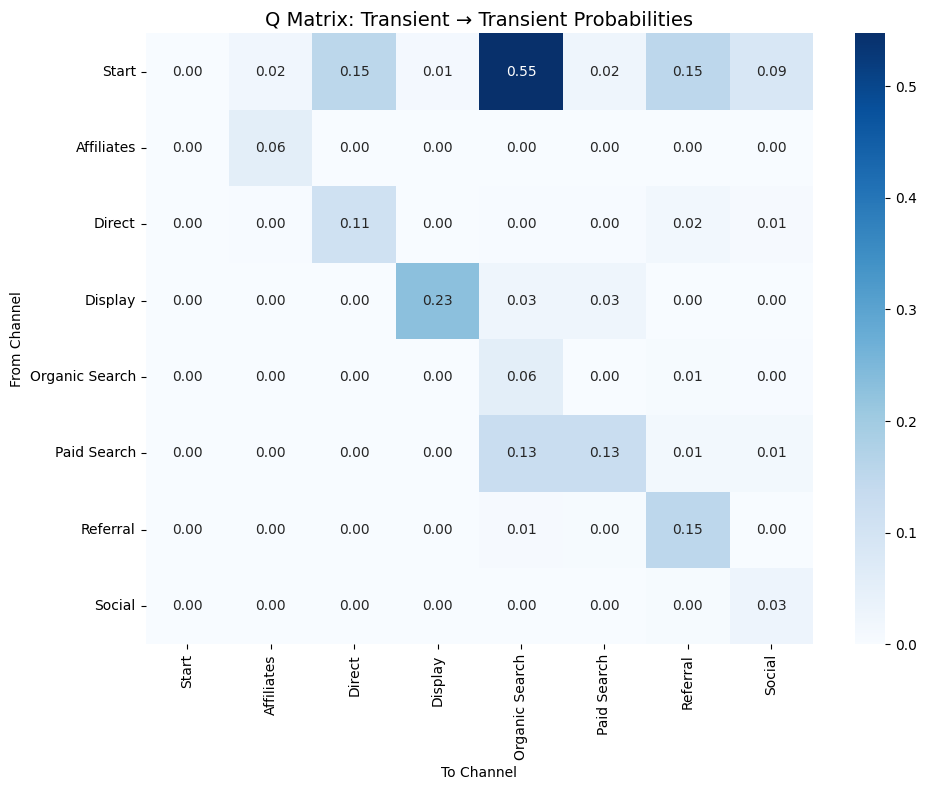 Q Matrix: Transient → Transient Probabilities
From Channel
Start 0.00 0.02 0.15 0.01 0.55 0.02 0.15 0.09
Affiliates 0.00 0.06 0.00 0.00 0.00 0.00 0.00 0.00
Direct 0.00 0.00 0.11 0.00 0.00 0.00 0.02 0.01
Display 0.00 0.00 0.00 0.23 0.03 0.03 0.00 0.00
Organic Search 0.00 0.00 0.00 0.00 0.06 0.00 0.01 0.00
Paid Search 0.00 0.00 0.00 0.00 0.13 0.13 0.01 0.01
Referral 0.00 0.00 0.00 0.00 0.01 0.00 0.15 0.00
Social 0.00 0.00 0.00 0.00 0.00 0.00 0.00 0.03
Start
Affiliates
Direct
Display
Organic Search
Paid Search
Referral
Social
To Channel
0.5
0.4
0.3
0.2
0.1
0.0